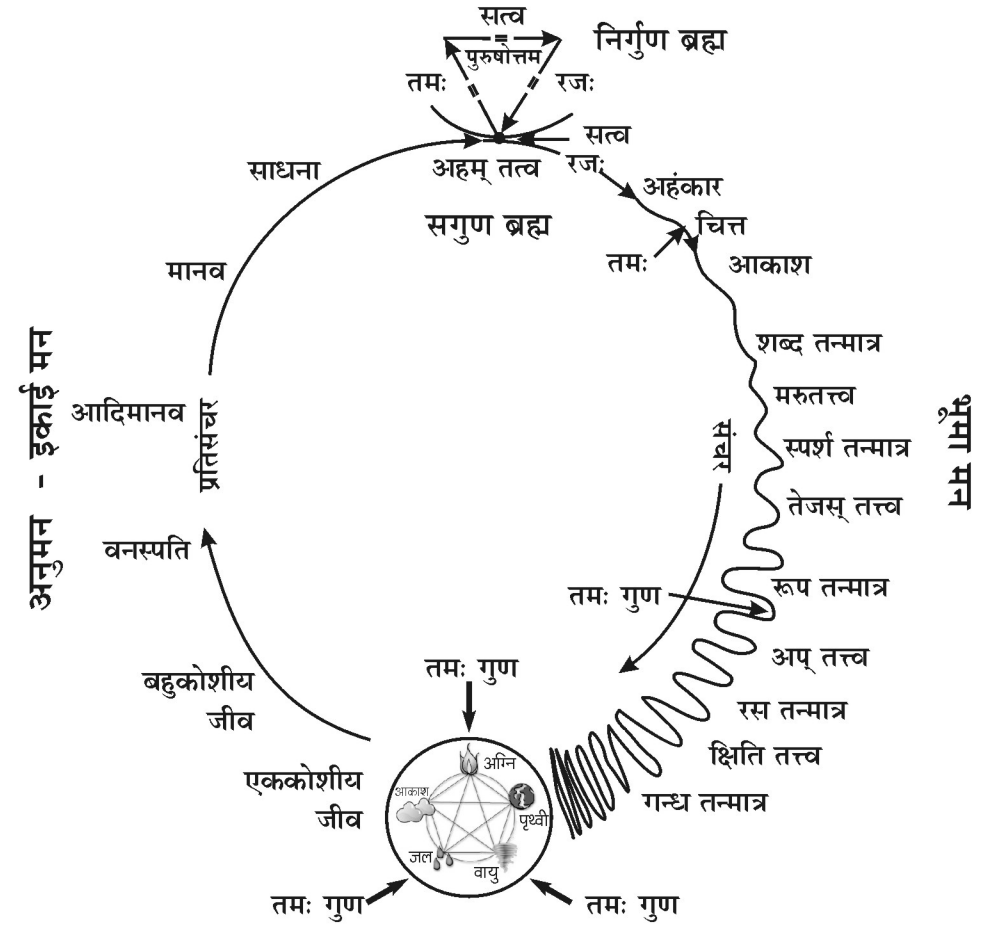 सत्व
पुरुषोत्तम
निर्गुण ब्रह्म
तमः
रजः
सत्व
साधना
अहम् तत्व
रजः
अहंकार
सगुण ब्रह्म
चित्त
तमः
आकाश
मानव
शब्द तन्मात्र
मरुतत्त्व
आदिमानव
प्रतिसंचर
अनुमन - इकाई मन
संचर
भूमा मन
स्पर्श तन्मात्र
तेजस् तत्त्व
वनस्पति
रूप तन्मात्र
तमः गुण
अप् तत्त्व
तमः गुण
बहुकोशीय
जीव
रस तन्मात्र
क्षिति तत्त्व
गन्ध तन्मात्र
एककोशीय
जीव
अग्नि
आकाश
पृथ्वी
जल
वायु
तमः गुण
तमः गुण